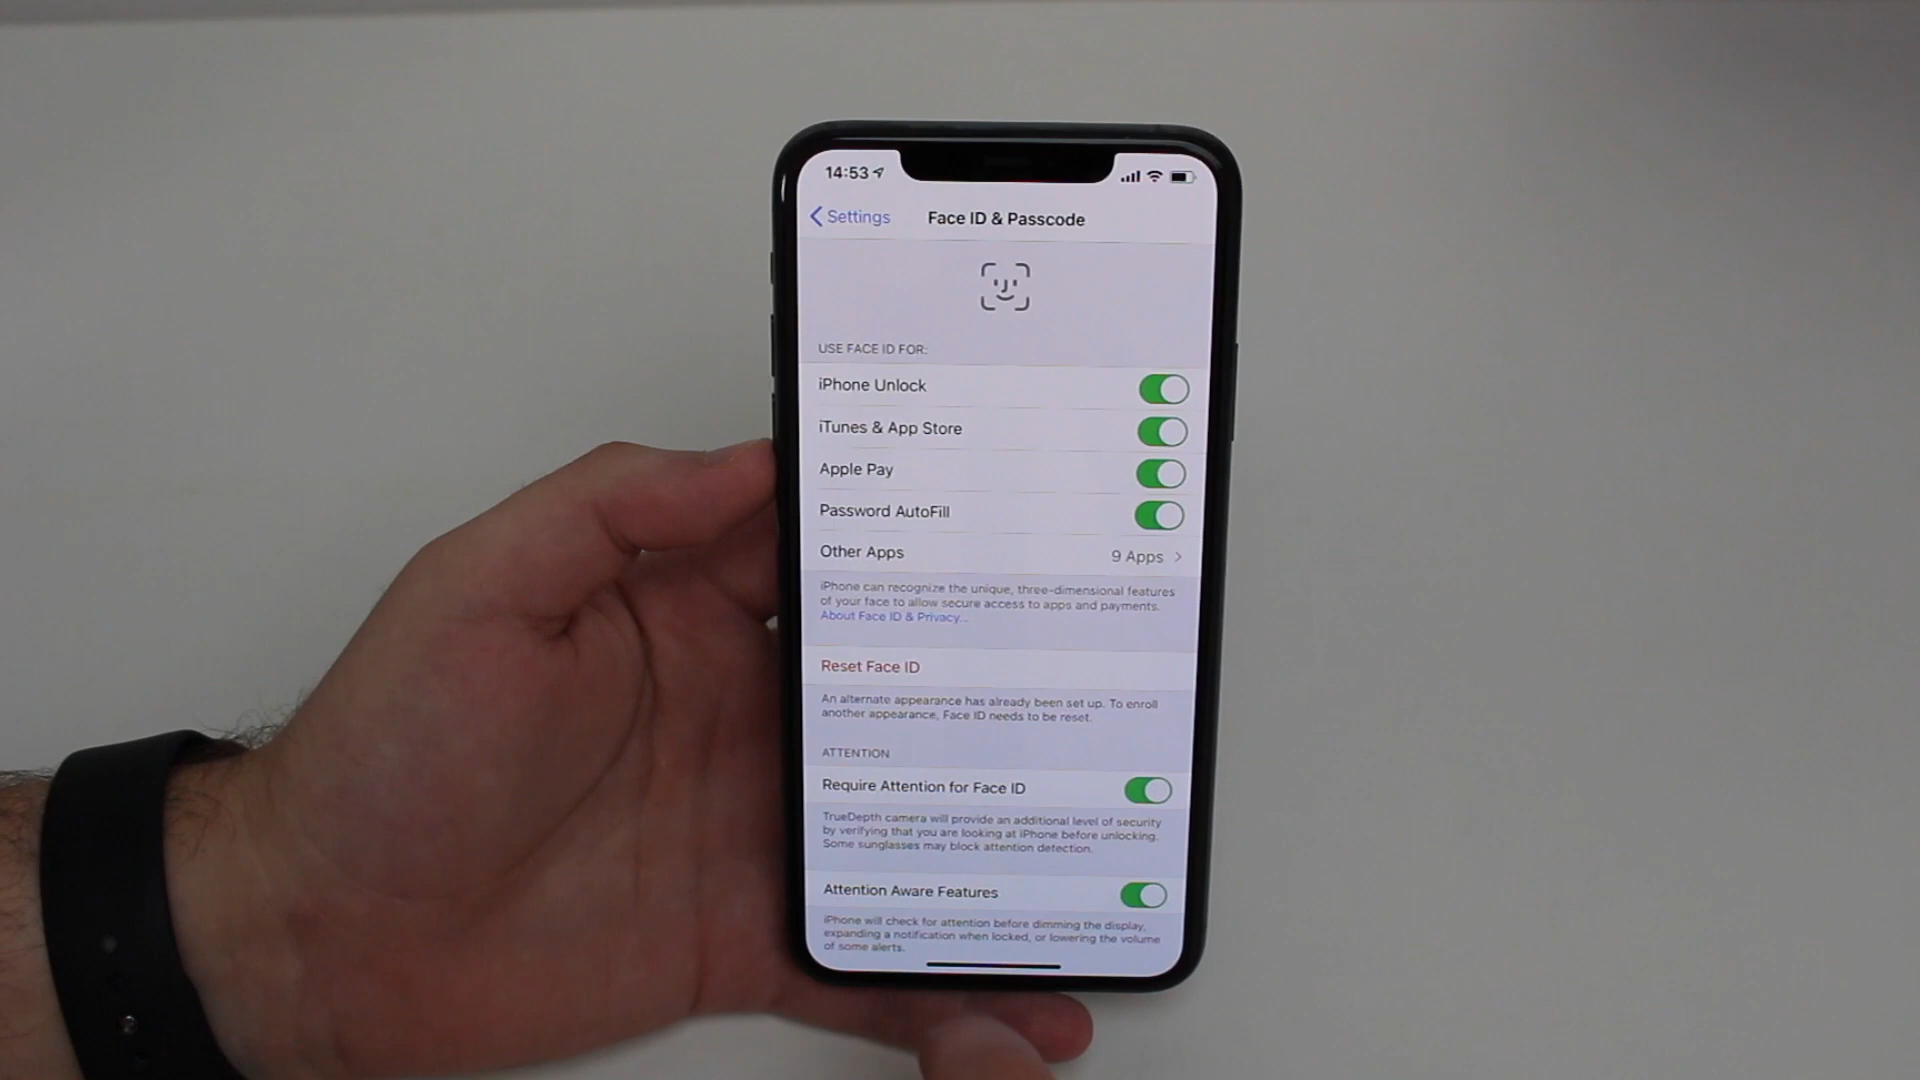 14:53
Settings
Face ID & Passcode
USE FACE ID FOR:
iPhone Unlock
iTunes & App Store
Apple Pay
Password AutoFill
Other Apps 9 Apps
iPhone can recognize the unique, three-dimensional features
of your face to allow secure access to apps and payments.
About Face ID & Privacy...
Reset Face ID
An alternate appearance has already been set up. To enroll
another appearance, Face ID needs to be reset.
ATTENTION
Require Attention for Face ID
TrueDepth camera will provide an additional level of security
by verifying that you are looking at iPhone before unlocking.
Some sunglasses may block attention detection.
Attention Aware Features
iPhone will check for attention before dimming the display,
expanding a notification when locked, or lowering the volume
of some alerts.